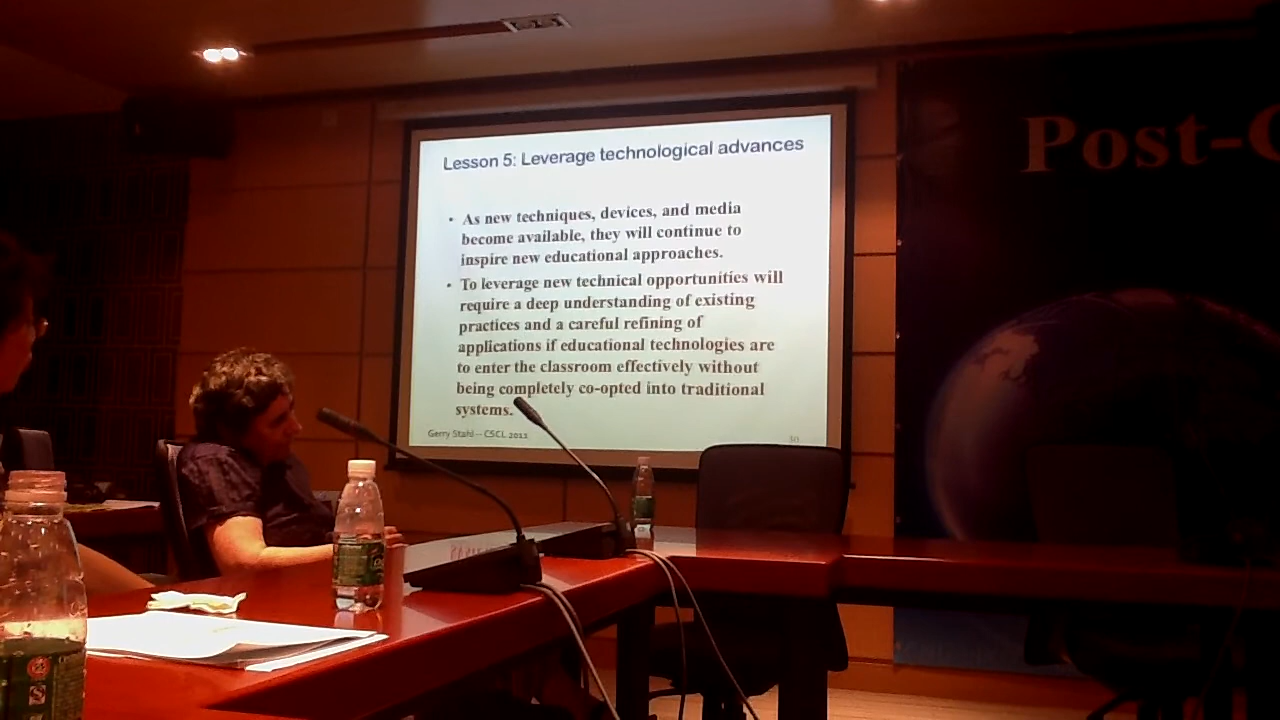 Lesson 5: Leverage technological advances
• As new techniques, devices, and media
become available, they will continue to
inspire new educational approaches.
• To leverage new technical opportunities will
require a deep understanding of existing
practices and a careful refining of
applications if educational technologies are
to enter the classroom effectively without
being completely co-opted into traditional
systems.
Gerry Stahl -- CSCL 2011
30
Post-